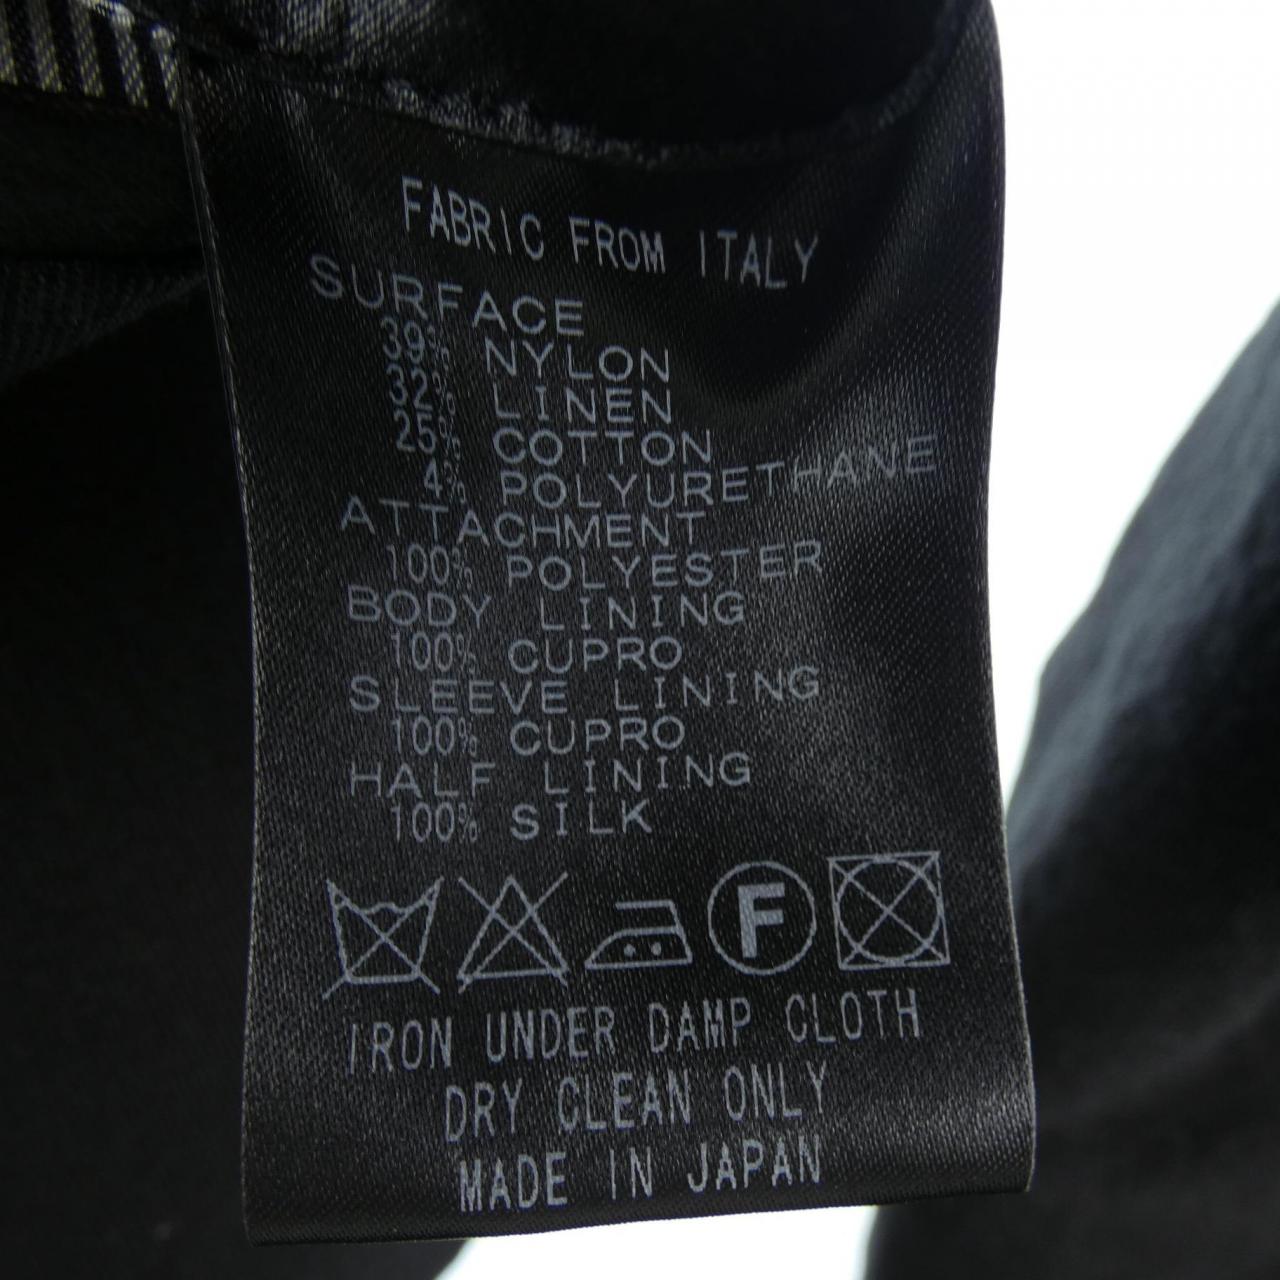 FABRIC FROM ITALY
SURFACE
39% NYLON
32% LINEN
25% COTTON
4% POLYURETHANE
ATTACHMENT
100% POLYESTER
BODY LINING
100% CUPRO
SLEEVE LINING
100% CUPRO
HALF LINING
100% SILK
F
IRON UNDER DAMP CLOTH
DRY CLEAN ONLY
MADE IN JAPAN